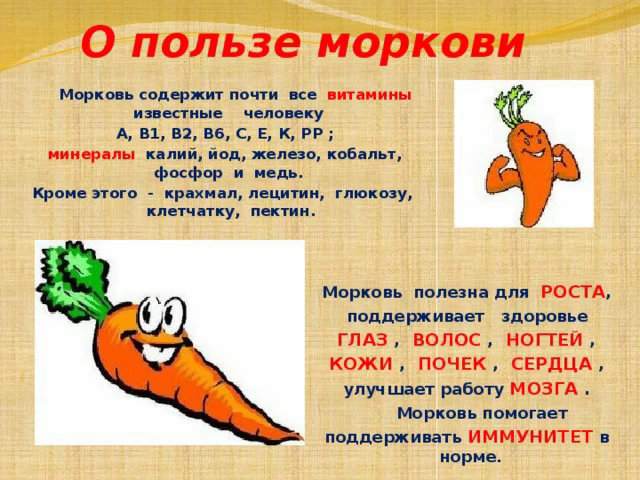 О пользе моркови
Морковь содержит почти все витамины
известные человеку
А, В1, В2, В6, С, Е, К, РР ;
минералы калий, йод, железо, кобальт,
фосфор и медь.
Кроме этого - крахмал, лецитин, глюкозу,
клетчатку, пектин.
Морковь полезна для РОСТА,
поддерживает здоровье
ГЛАЗ , ВОЛОС , НОГТЕЙ ,
КОЖИ , ПОЧЕК , СЕРДЦА ,
улучшает работу МОЗГА .
Морковь помогает
поддерживать ИММУНИТЕТ в
норме.